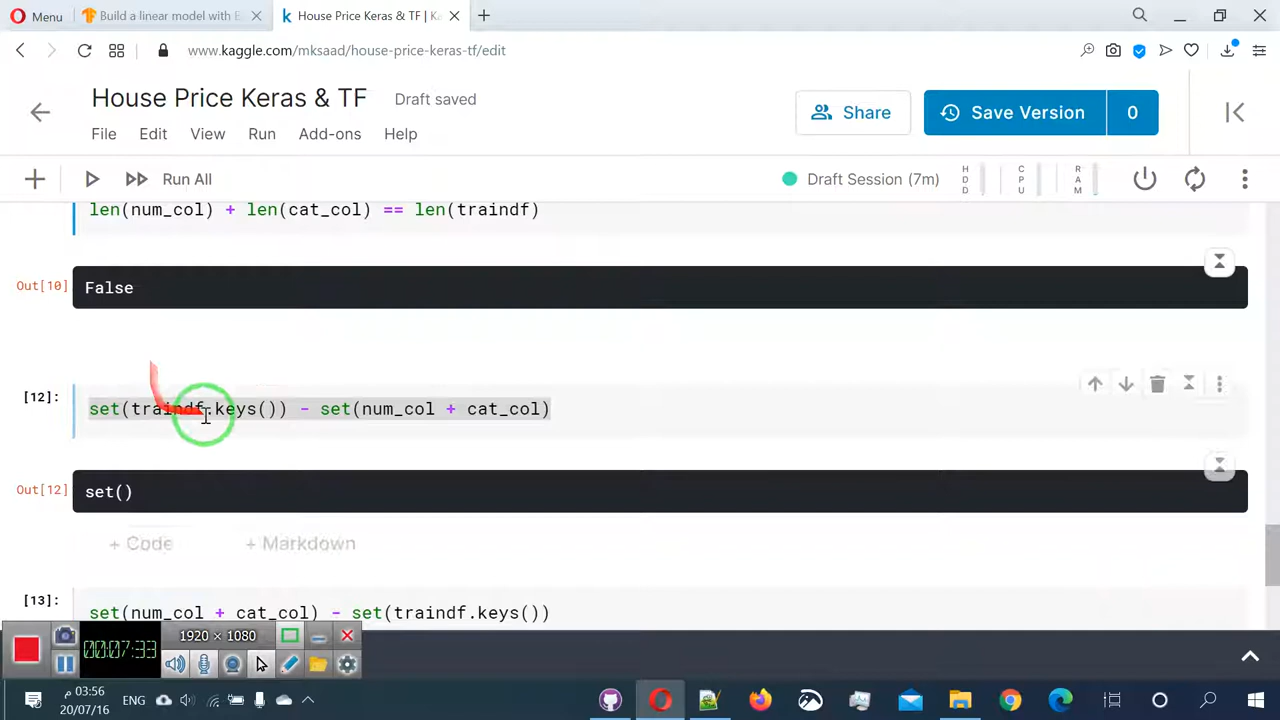 Menu
Build a linear model with E
House Price Keras & TF | Ka
www.kaggle.com/mksaad/house-price-keras-tf/edit
House Price Keras & TF
Draft saved
Share
Save Version
0
File Edit View Run Add-ons Help
Run All
Draft Session (7m)
HDD
CPU
RAM
len(num_col) + len(cat_col) == len(traindf)
Out[10]
False
[12]:
set(traindf.keys()) - set(num_col + cat_col)
Out[12]
set()
+ Code
+ Markdown
[13]:
set(num_col + cat_col) - set(traindf.keys())
1920 × 1080
00:07:33
ENG
03:56 م
20/07/16